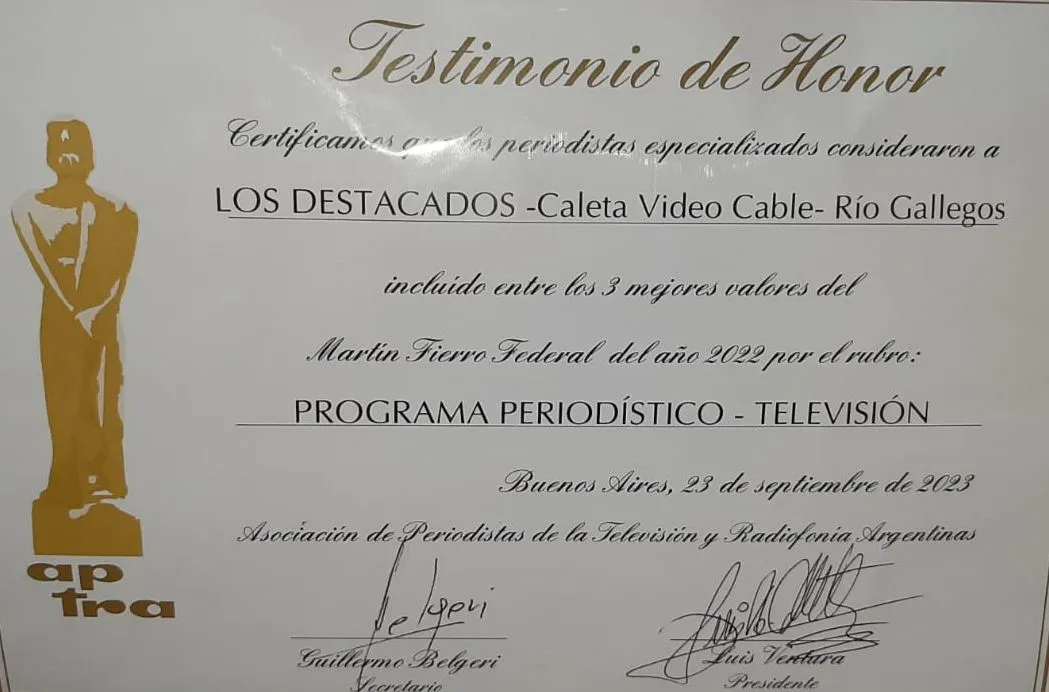 Testimonio de Honor
Certificamos que los periodistas especializados consideraron a
LOS DESTACADOS -Caleta Video Cable- Río Gallegos
incluído entre los 3 mejores valores del
Martín Fierro Federal del año 2022 por el rubro:
PROGRAMA PERIODÍSTICO - TELEVISIÓN
Buenos Aires, 23 de septiembre de 2023
Asociación de Periodistas de la Televisión y Radiofonía Argentinas
ap
tra
Belgeri
Guillermo Belgeri
Secretario
Luis Ventura
Presidente